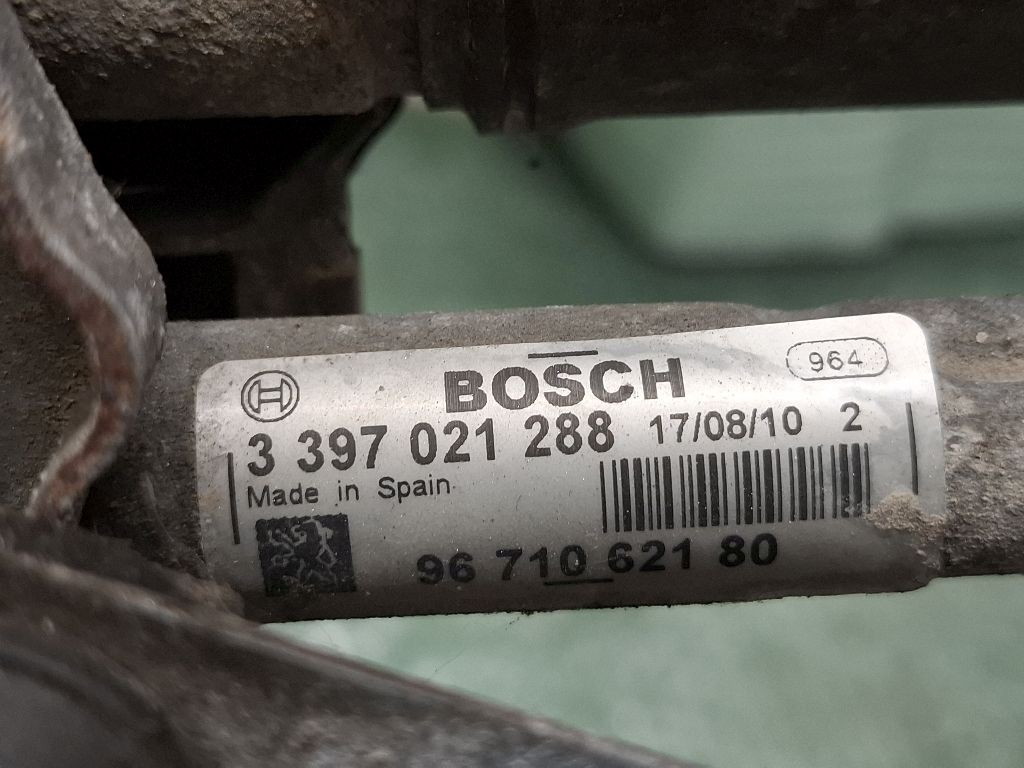 BOSCH 964
3 397 021 288 17/08/10 2
Made in Spain
96 710 621 80